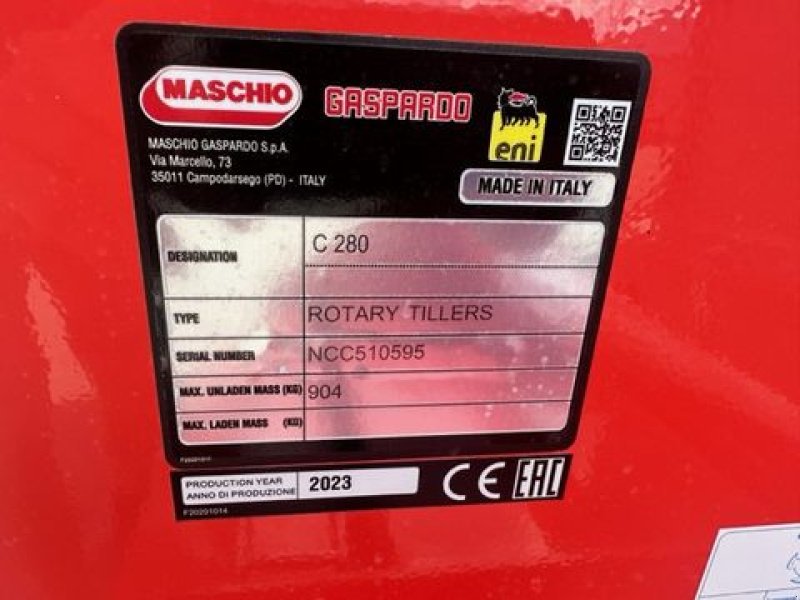 MASCHIO
GASPARDO
eni
MASCHIO GASPARDO S.p.A.
Via Marcello, 73
35011 Campodarsego (PD) - ITALY
MADE IN ITALY
DESIGNATION C 280
TYPE ROTARY TILLERS
SERIAL NUMBER NCC510595
MAX. UNLADEN MASS (KG) 904
MAX. LADEN MASS (KG)
PRODUCTION YEAR
ANNO DI PRODUZIONE 2023
CE EAC
F20201014